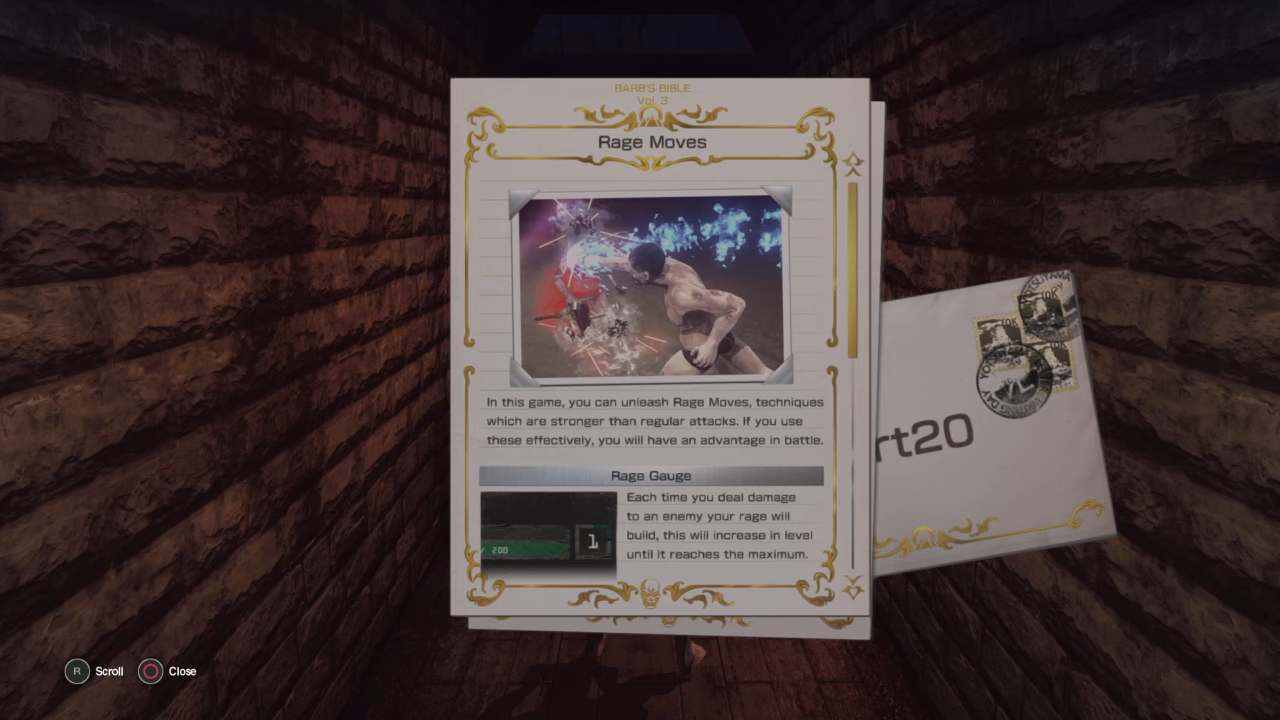 BARB'S BIBLE
Vol. 3
Rage Moves
In this game, you can unleash Rage Moves, techniques
which are stronger than regular attacks. If you use
these effectively, you will have an advantage in battle.
Rage Gauge
Each time you deal damage
to an enemy your rage will
build, this will increase in level
until it reaches the maximum.
/ 200
1
rt20
R Scroll
Close